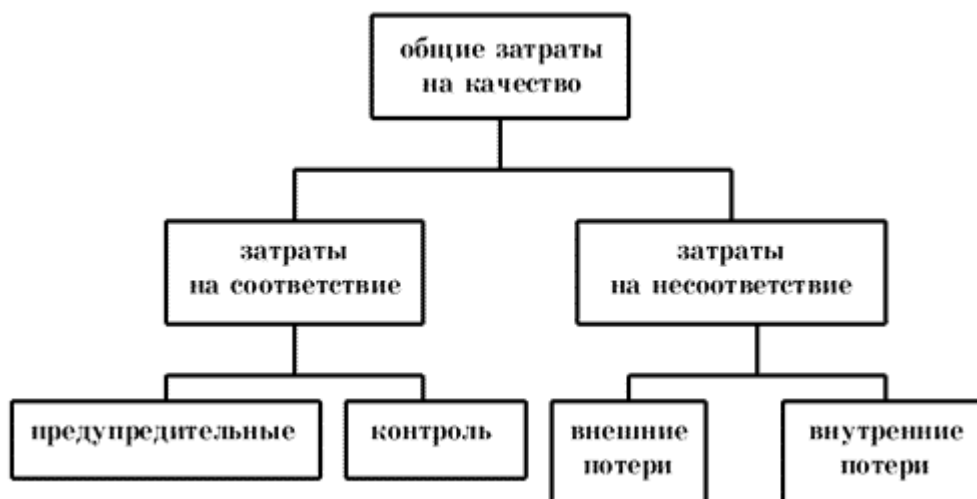 общие затраты
на качество
затраты
на соответствие
затраты
на несоответствие
предупредительные
контроль
внешние
потери
внутренние
потери